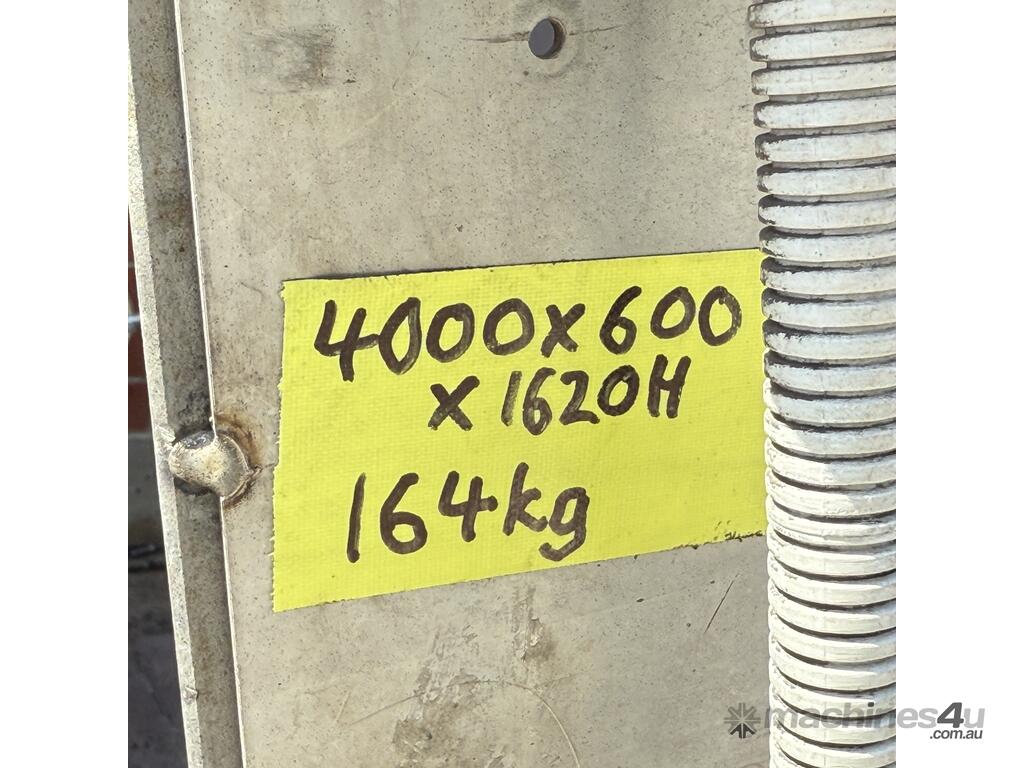 4000x600
x 1620H
164kg
machines4u
.com.au